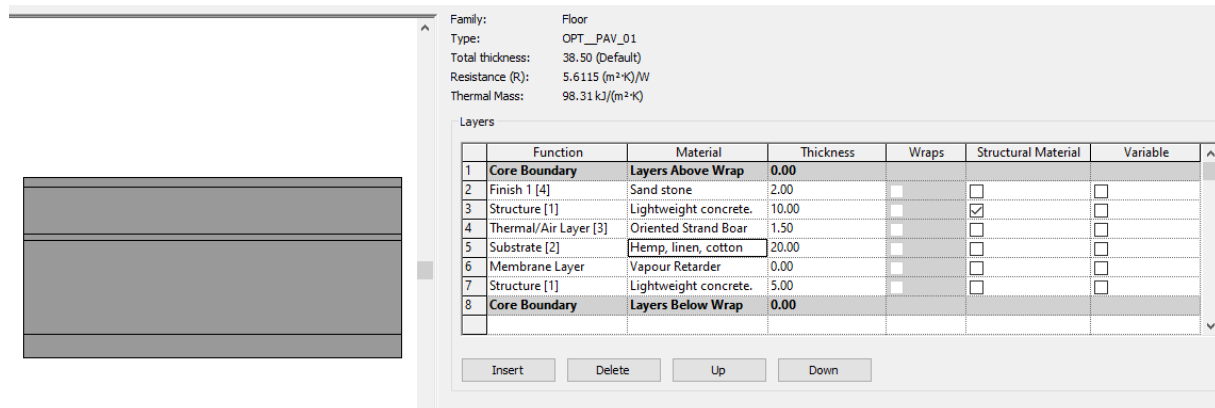 Family: Floor
Type: OPT__PAV_01
Total thickness: 38.50 (Default)
Resistance (R): 5.6115 (m²·K)/W
Thermal Mass: 98.31 kJ/(m²·K)
Layers
Function Material Thickness Wraps Structural Material Variable
1 Core Boundary Layers Above Wrap 0.00
2 Finish 1 [4] Sand stone 2.00
3 Structure [1] Lightweight concrete. 10.00
4 Thermal/Air Layer [3] Oriented Strand Boar 1.50
5 Substrate [2] Hemp, linen, cotton 20.00
6 Membrane Layer Vapour Retarder 0.00
7 Structure [1] Lightweight concrete. 5.00
8 Core Boundary Layers Below Wrap 0.00
Insert Delete Up Down